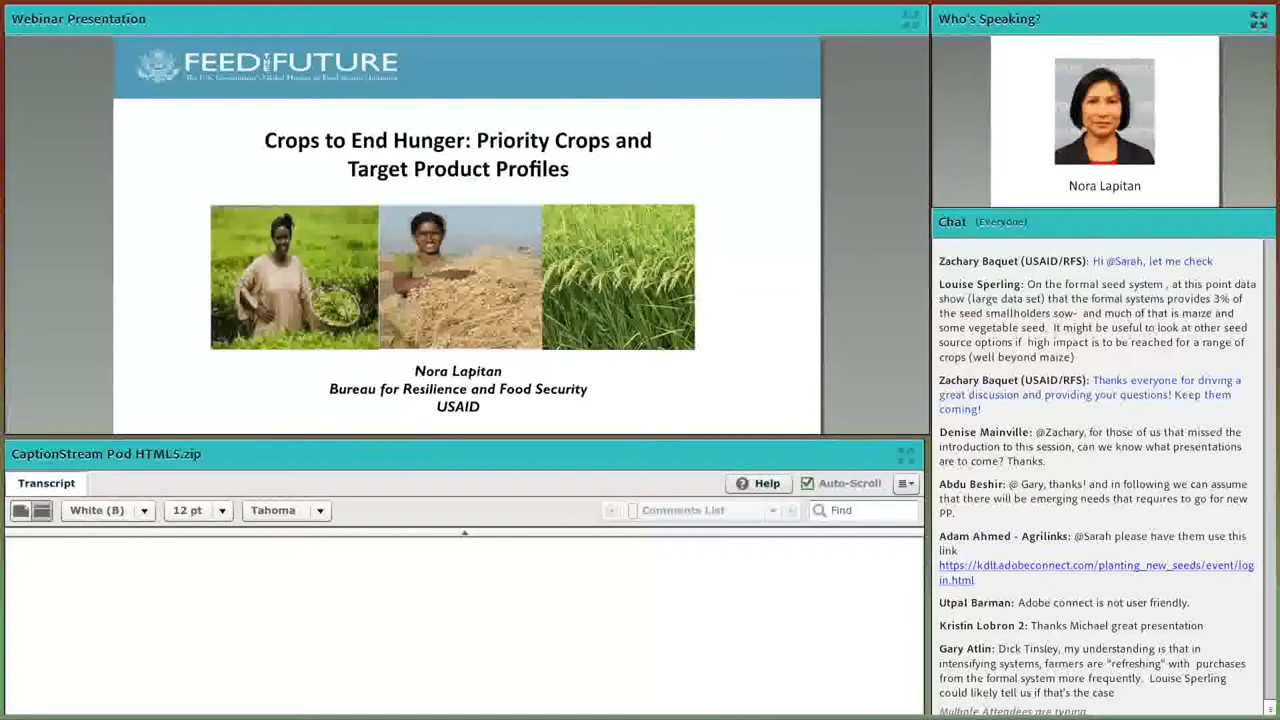 Webinar Presentation
FEED THE FUTURE
The U.S. Government's Global Hunger & Food Security Initiative
Crops to End Hunger: Priority Crops and
Target Product Profiles
Nora Lapitan
Bureau for Resilience and Food Security
USAID
CaptionStream Pod HTML5.zip
Transcript
Help
Auto-Scroll
White (B)
12 pt
Tahoma
Comments List
Find
Who's Speaking?
Nora Lapitan
Chat (Everyone)
Zachary Baquet (USAID/RFS): Hi @Sarah, let me check
Louise Sperling: On the formal seed system , at this point data
show (large data set) that the formal systems provides 3% of
the seed smallholders sow- and much of that is maize and
some vegetable seed. It might be useful to look at other seed
source options if high impact is to be reached for a range of
crops (well beyond maize)
Zachary Baquet (USAID/RFS): Thanks everyone for driving a
great discussion and providing your questions! Keep them
coming!
Denise Mainville: @Zachary, for those of us that missed the
introduction to this session, can we know what presentations
are to come? Thanks.
Abdu Beshir: @ Gary, thanks! and in following we can assume
that there will be emerging needs that requires to go for new
PP.
Adam Ahmed - Agrilinks: @Sarah please have them use this
link
https://kdlt.adobeconnect.com/planting_new_seeds/event/log
in.html
Utpal Barman: Adobe connect is not user friendly.
Kristin Lobron 2: Thanks Michael great presentation
Gary Atlin: Dick Tinsley, my understanding is that in
intensifying systems, farmers are "refreshing" with purchases
from the formal system more frequently. Louise Sperling
could likely tell us if that's the case
Multiple Attendees are typing